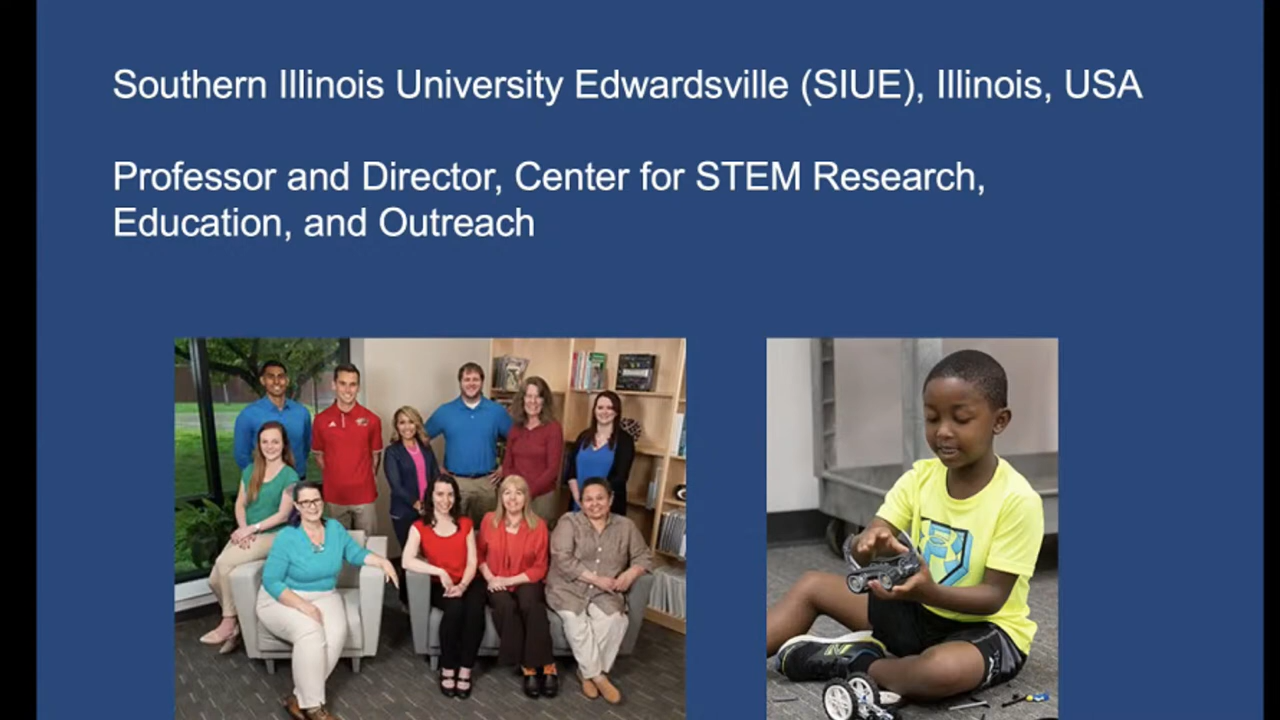 Southern Illinois University Edwardsville (SIUE), Illinois, USA
Professor and Director, Center for STEM Research,
Education, and Outreach